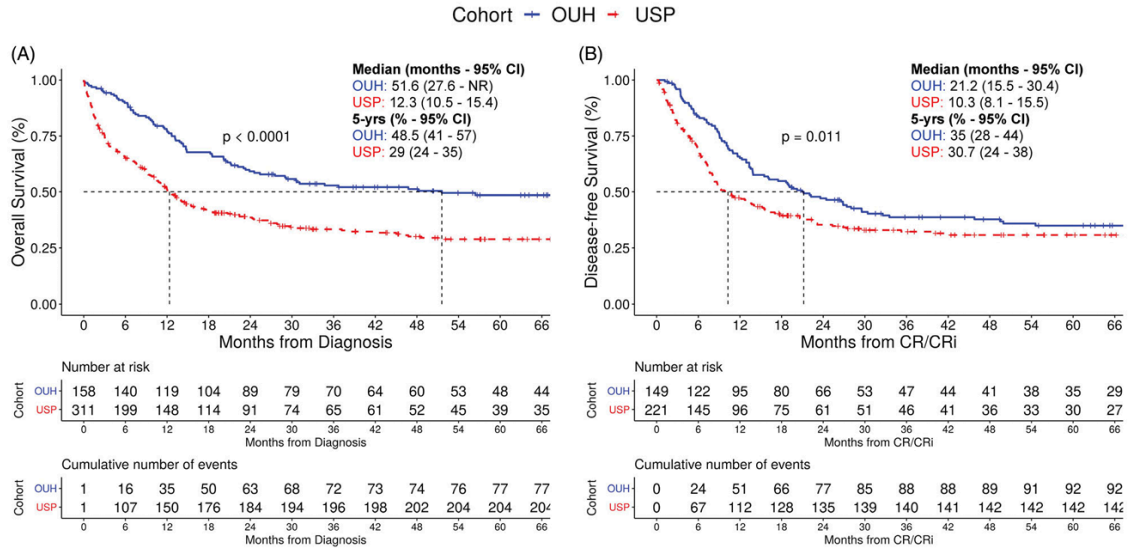 Cohort OUH USP
(A)
Median (months - 95% CI)
OUH: 51.6 (27.6 - NR)
USP: 12.3 (10.5 - 15.4)
5-yrs (% - 95% CI)
OUH: 48.5 (41 - 57)
USP: 29 (24 - 35)
p < 0.0001
Overall Survival (%)
1.00
0.75
0.50
0.25
0.00
0 6 12 18 24 30 36 42 48 54 60 66
Months from Diagnosis
Number at risk
Cohort
OUH 158 140 119 104 89 79 70 64 60 53 48 44
USP 311 199 148 114 91 74 65 61 52 45 39 35
0 6 12 18 24 30 36 42 48 54 60 66
Months from Diagnosis
Cumulative number of events
Cohort
OUH 1 16 35 50 63 68 72 73 74 76 77 77
USP 1 107 150 176 184 194 196 198 202 204 204 204
0 6 12 18 24 30 36 42 48 54 60 66
Months from Diagnosis
(B)
Median (months - 95% CI)
OUH: 21.2 (15.5 - 30.4)
USP: 10.3 (8.1 - 15.5)
5-yrs (% - 95% CI)
OUH: 35 (28 - 44)
USP: 30.7 (24 - 38)
p = 0.011
Disease-free Survival (%)
1.00
0.75
0.50
0.25
0.00
0 6 12 18 24 30 36 42 48 54 60 66
Months from CR/CRi
Number at risk
Cohort
OUH 149 122 95 80 66 53 47 44 41 38 35 29
USP 221 145 96 75 61 51 46 41 36 33 30 27
0 6 12 18 24 30 36 42 48 54 60 66
Months from CR/CRi
Cumulative number of events
Cohort
OUH 0 24 51 66 77 85 88 88 89 91 92 92
USP 0 67 112 128 135 139 140 141 142 142 142 142
0 6 12 18 24 30 36 42 48 54 60 66
Months from CR/CRi